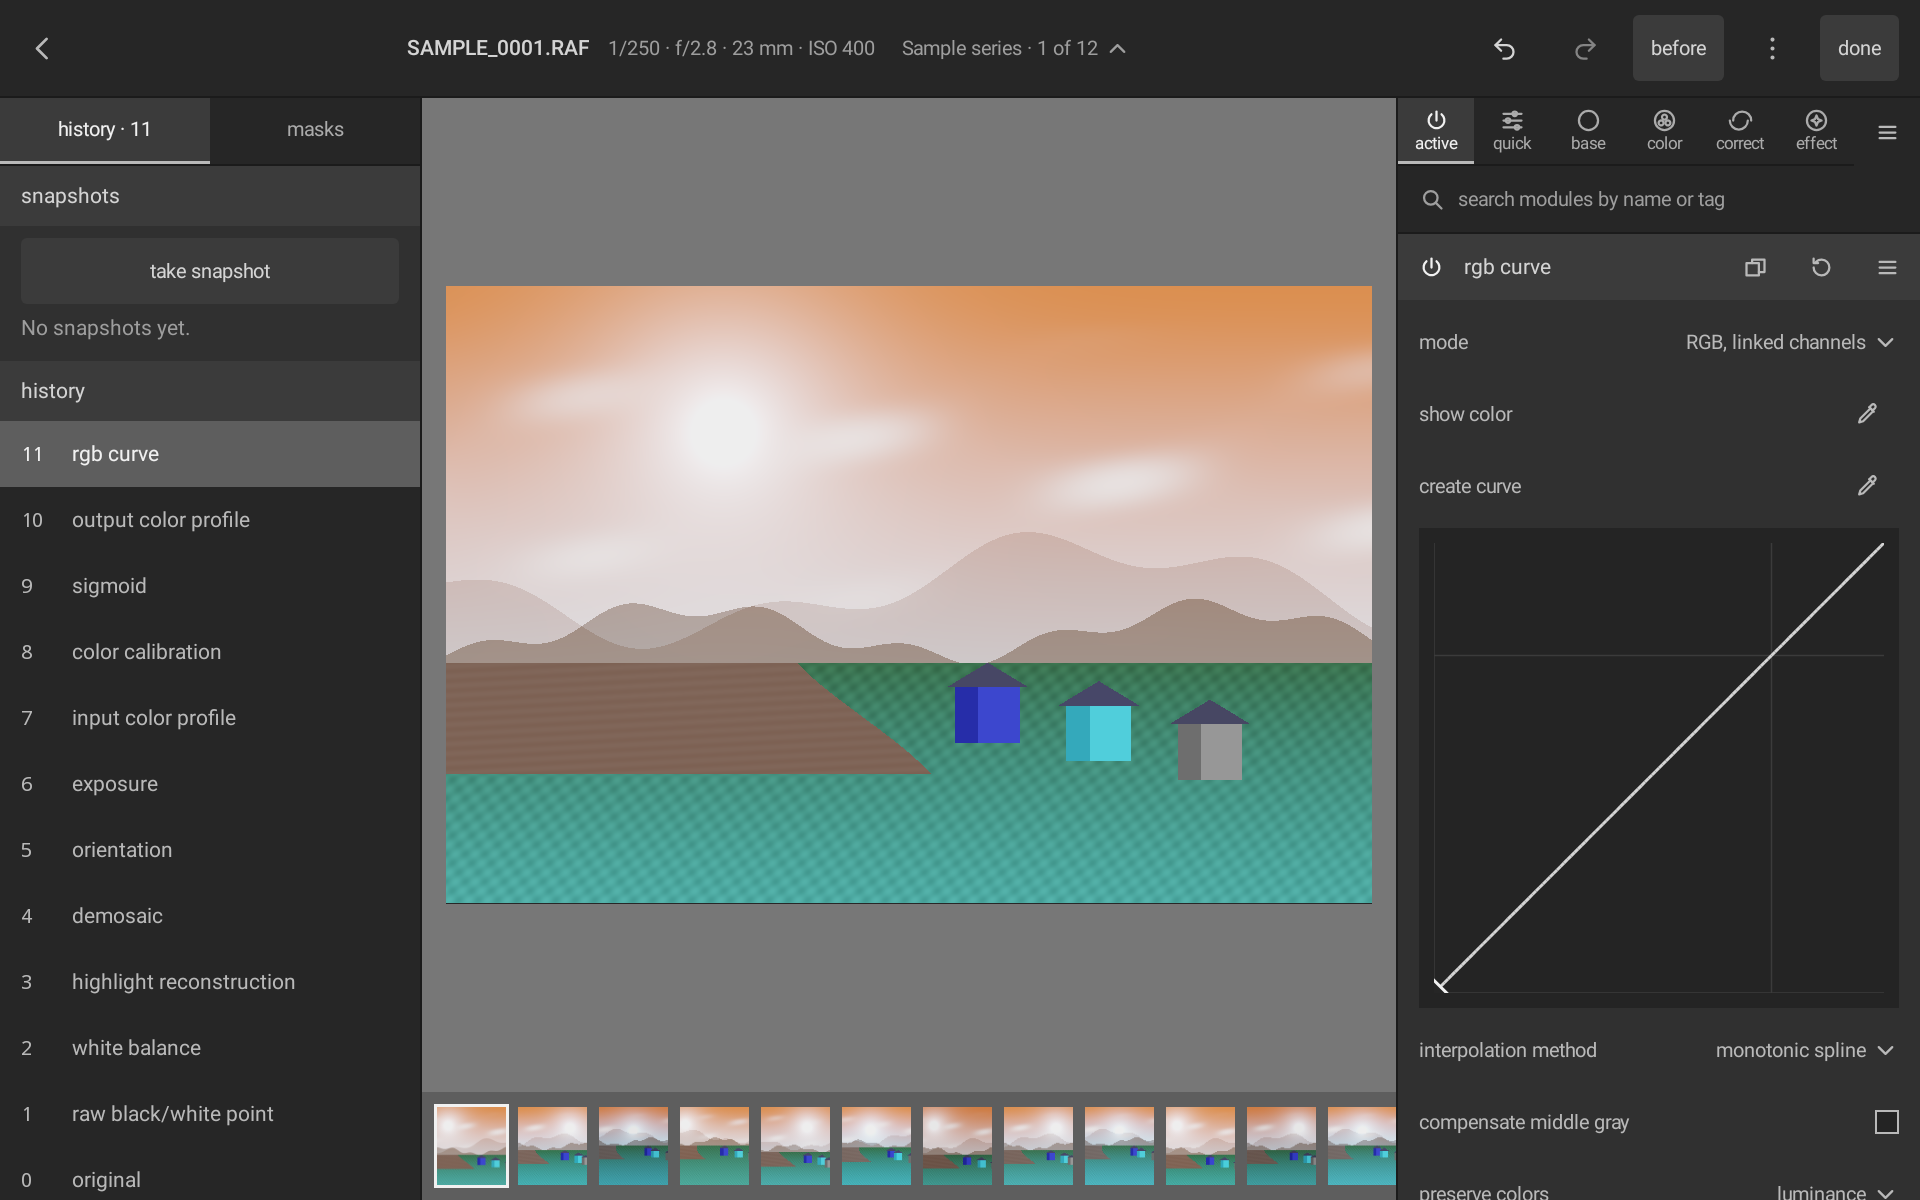 SAMPLE_0001.RAF 1/250 · f/2.8 · 23 mm · ISO 400 Sample series · 1 of 12
before
done
history · 11
masks
snapshots
take snapshot
No snapshots yet.
history
11 rgb curve
10 output color profile
9 sigmoid
8 color calibration
7 input color profile
6 exposure
5 orientation
4 demosaic
3 highlight reconstruction
2 white balance
1 raw black/white point
0 original
active quick base color correct effect
search modules by name or tag
rgb curve
mode RGB, linked channels
show color
create curve
interpolation method monotonic spline
compensate middle gray
preserve colors luminance